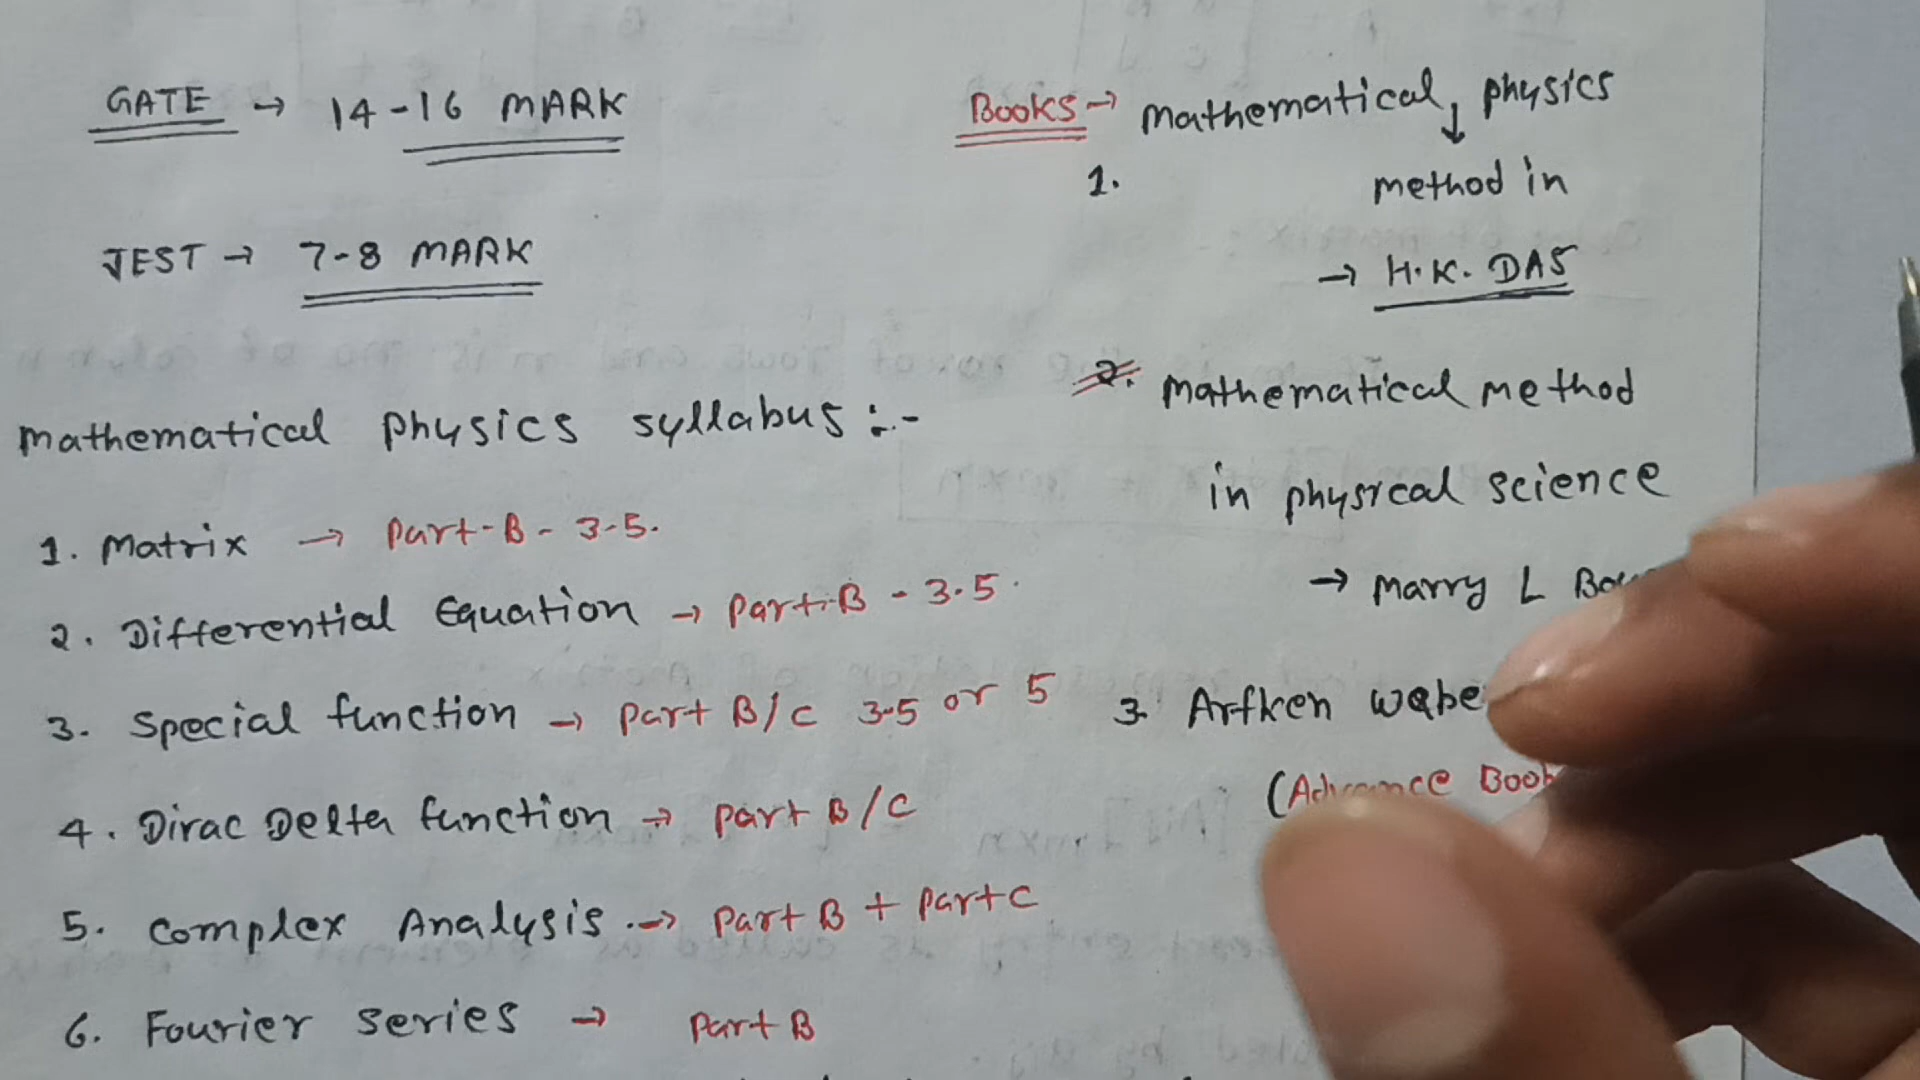 GATE → 14-16 MARK
JEST → 7-8 MARK
Mathematical Physics syllabus :-
1. Matrix → Part-B - 3.5.
2. Differential Equation → Part-B - 3.5.
3. Special function → Part B/C 3.5 or 5
4. Dirac Delta function → Part B/C
5. Complex Analysis. → Part B + Part C
6. Fourier series → Part B
Books → Mathematical, physics
1. method in
→ H.K. DAS
2. Mathematical method
in physical science
→ Marry L
3. Arfken
(Advance